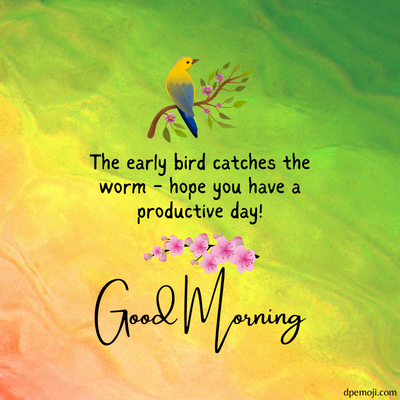 The early bird catches the
worm - hope you have a
productive day!
Good Morning
dpemoji.com